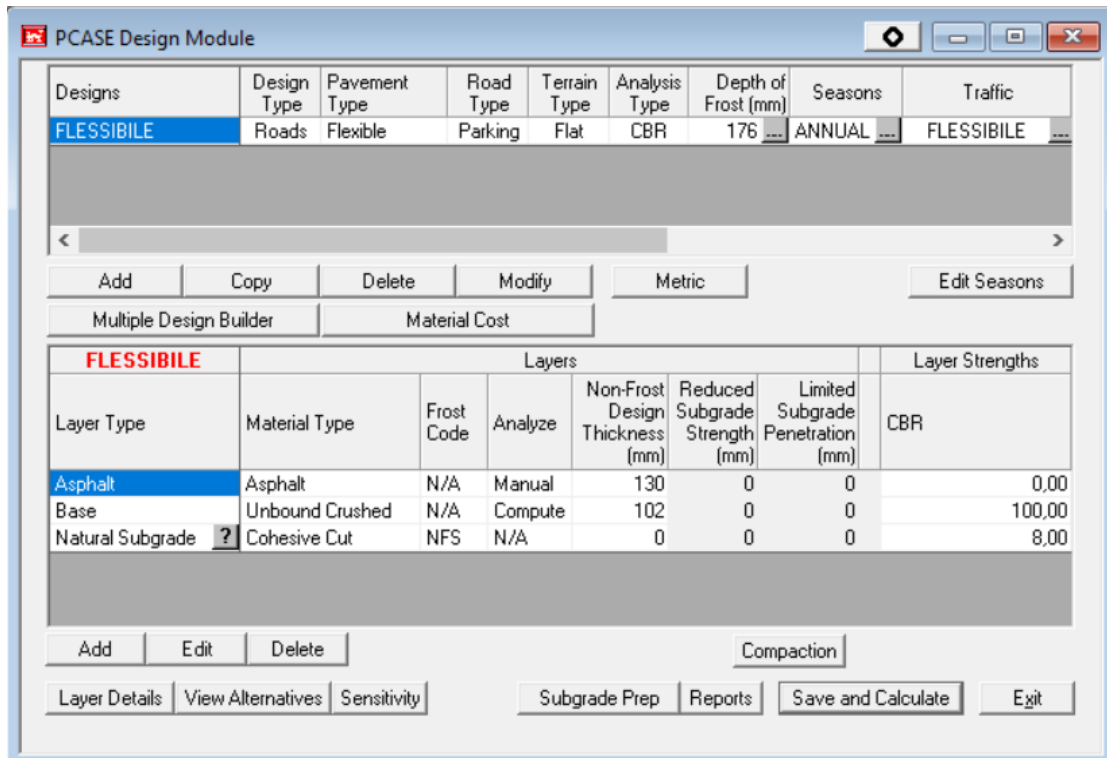 PCASE Design Module
Designs Design Type Pavement Type Road Type Terrain Type Analysis Type Depth of Frost (mm) Seasons Traffic
FLESSIBILE Roads Flexible Parking Flat CBR 176 ... ANNUAL ... FLESSIBILE ...
< >
Add Copy Delete Modify Metric Edit Seasons
Multiple Design Builder Material Cost
FLESSIBILE Layers Layer Strengths
Layer Type Material Type Frost Code Analyze Non-Frost Design Thickness (mm) Reduced Subgrade Strength (mm) Limited Subgrade Penetration (mm) CBR
Asphalt Asphalt N/A Manual 130 0 0 0,00
Base Unbound Crushed N/A Compute 102 0 0 100,00
Natural Subgrade ? Cohesive Cut NFS N/A 0 0 0 8,00
Add Edit Delete Compaction
Layer Details View Alternatives Sensitivity Subgrade Prep Reports Save and Calculate Exit